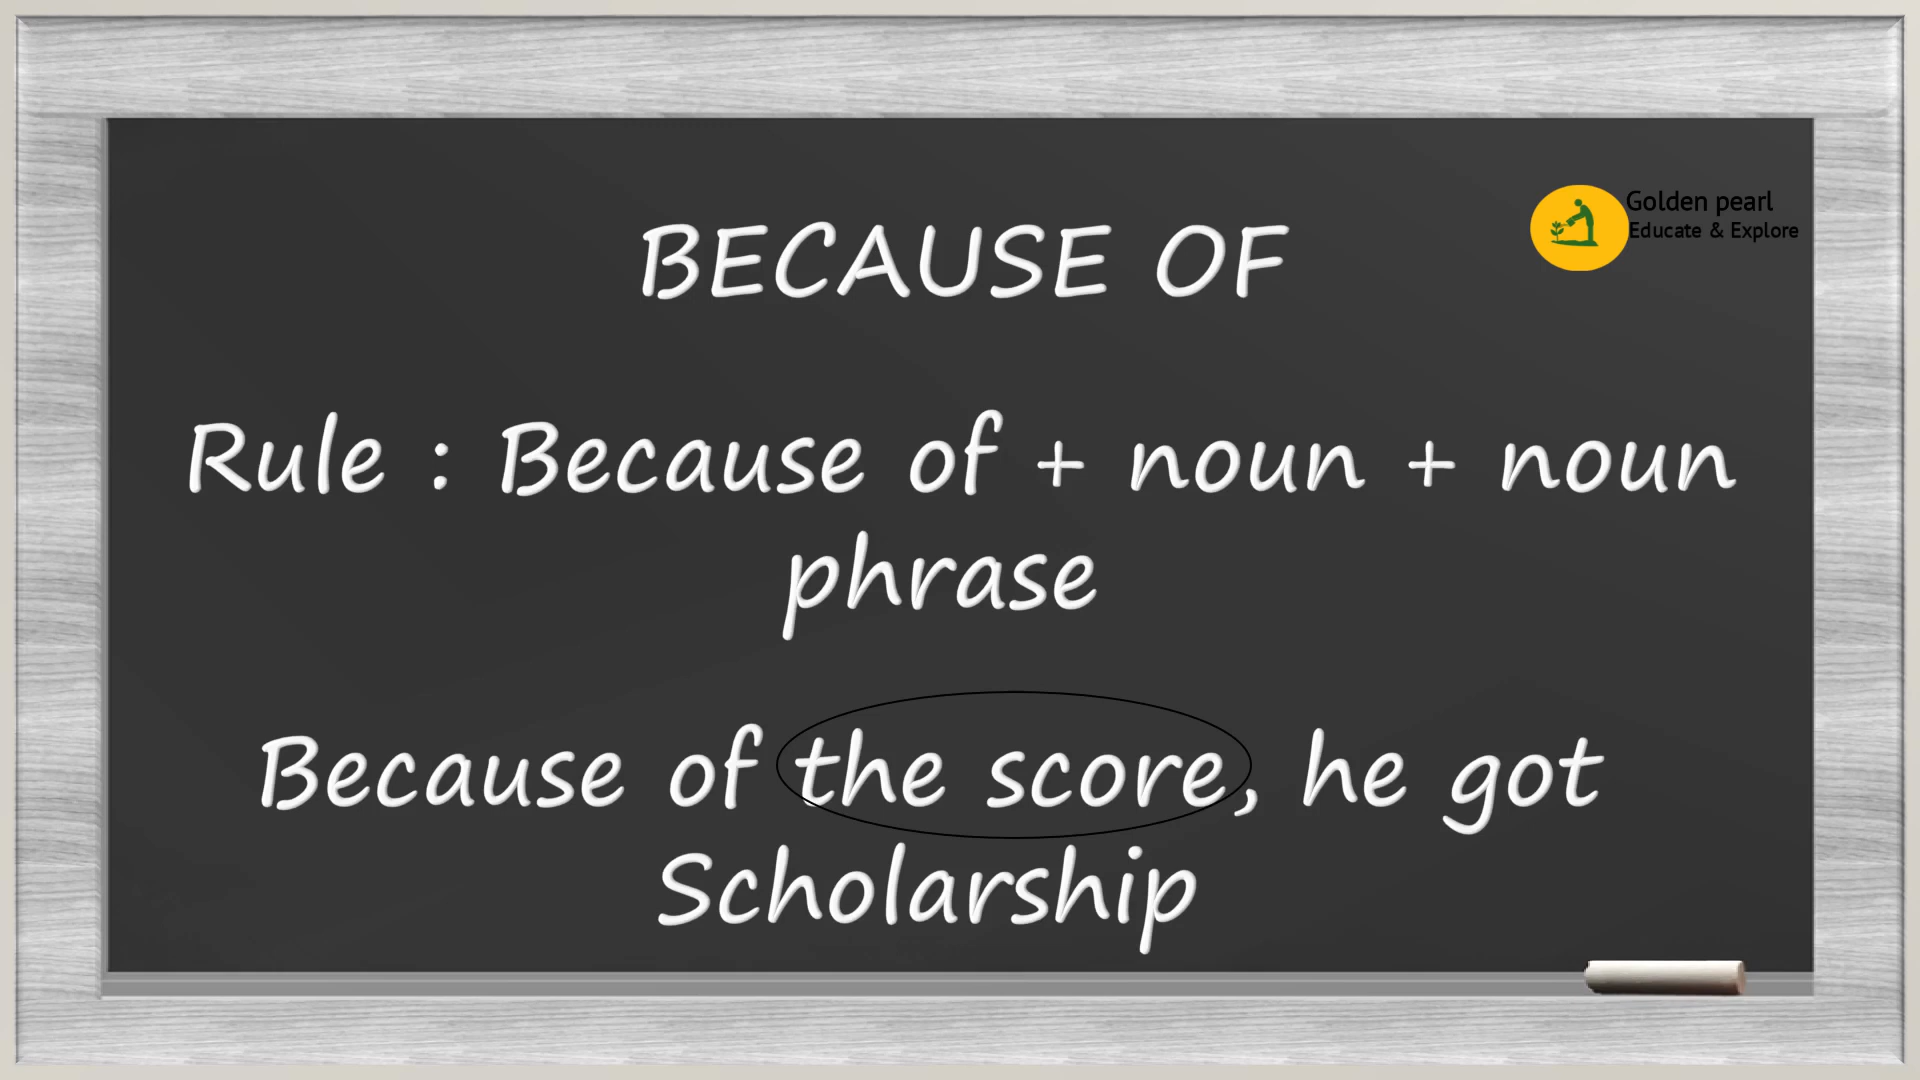 Golden pearl
Educate & Explore
BECAUSE OF
Rule : Because of + noun + noun
phrase
Because of the score, he got
Scholarship